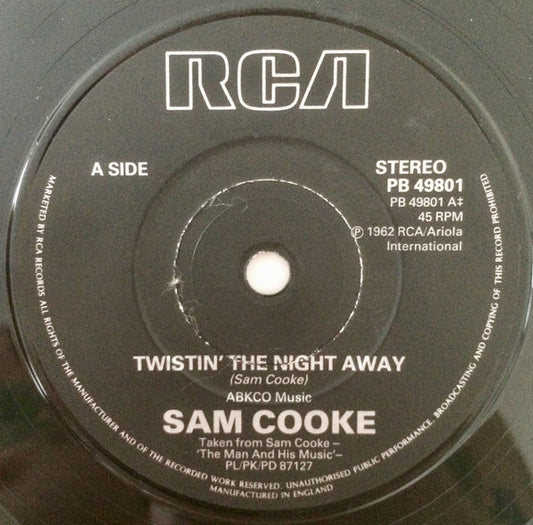 RCA
A SIDE
STEREO
PB 49801
PB 49801 A‡
45 RPM
℗ 1962 RCA/Ariola
International
TWISTIN' THE NIGHT AWAY
(Sam Cooke)
ABKCO Music
SAM COOKE
Taken from Sam Cooke –
'The Man And His Music'–
PL/PK/PD 87127
MARKETED BY RCA RECORDS ALL RIGHTS OF THE MANUFACTURER AND OF THE RECORDED WORK RESERVED. UNAUTHORISED PUBLIC PERFORMANCE, BROADCASTING AND COPYING OF THIS RECORD PROHIBITED
MANUFACTURED IN ENGLAND